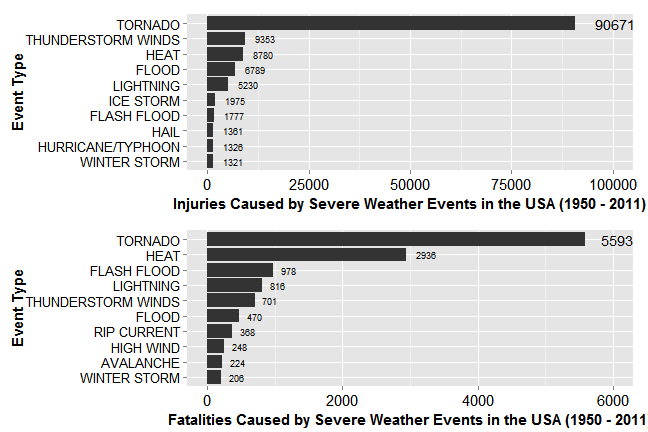 TORNADO 90671
THUNDERSTORM WINDS 9353
HEAT 8780
FLOOD 6789
LIGHTNING 5230
ICE STORM 1975
FLASH FLOOD 1777
HAIL 1361
HURRICANE/TYPHOON 1326
WINTER STORM 1321
Event Type
0 25000 50000 75000 100000
Injuries Caused by Severe Weather Events in the USA (1950 - 2011)
TORNADO 5593
HEAT 2936
FLASH FLOOD 978
LIGHTNING 816
THUNDERSTORM WINDS 701
FLOOD 470
RIP CURRENT 368
HIGH WIND 248
AVALANCHE 224
WINTER STORM 206
Event Type
0 2000 4000 6000
Fatalities Caused by Severe Weather Events in the USA (1950 - 2011